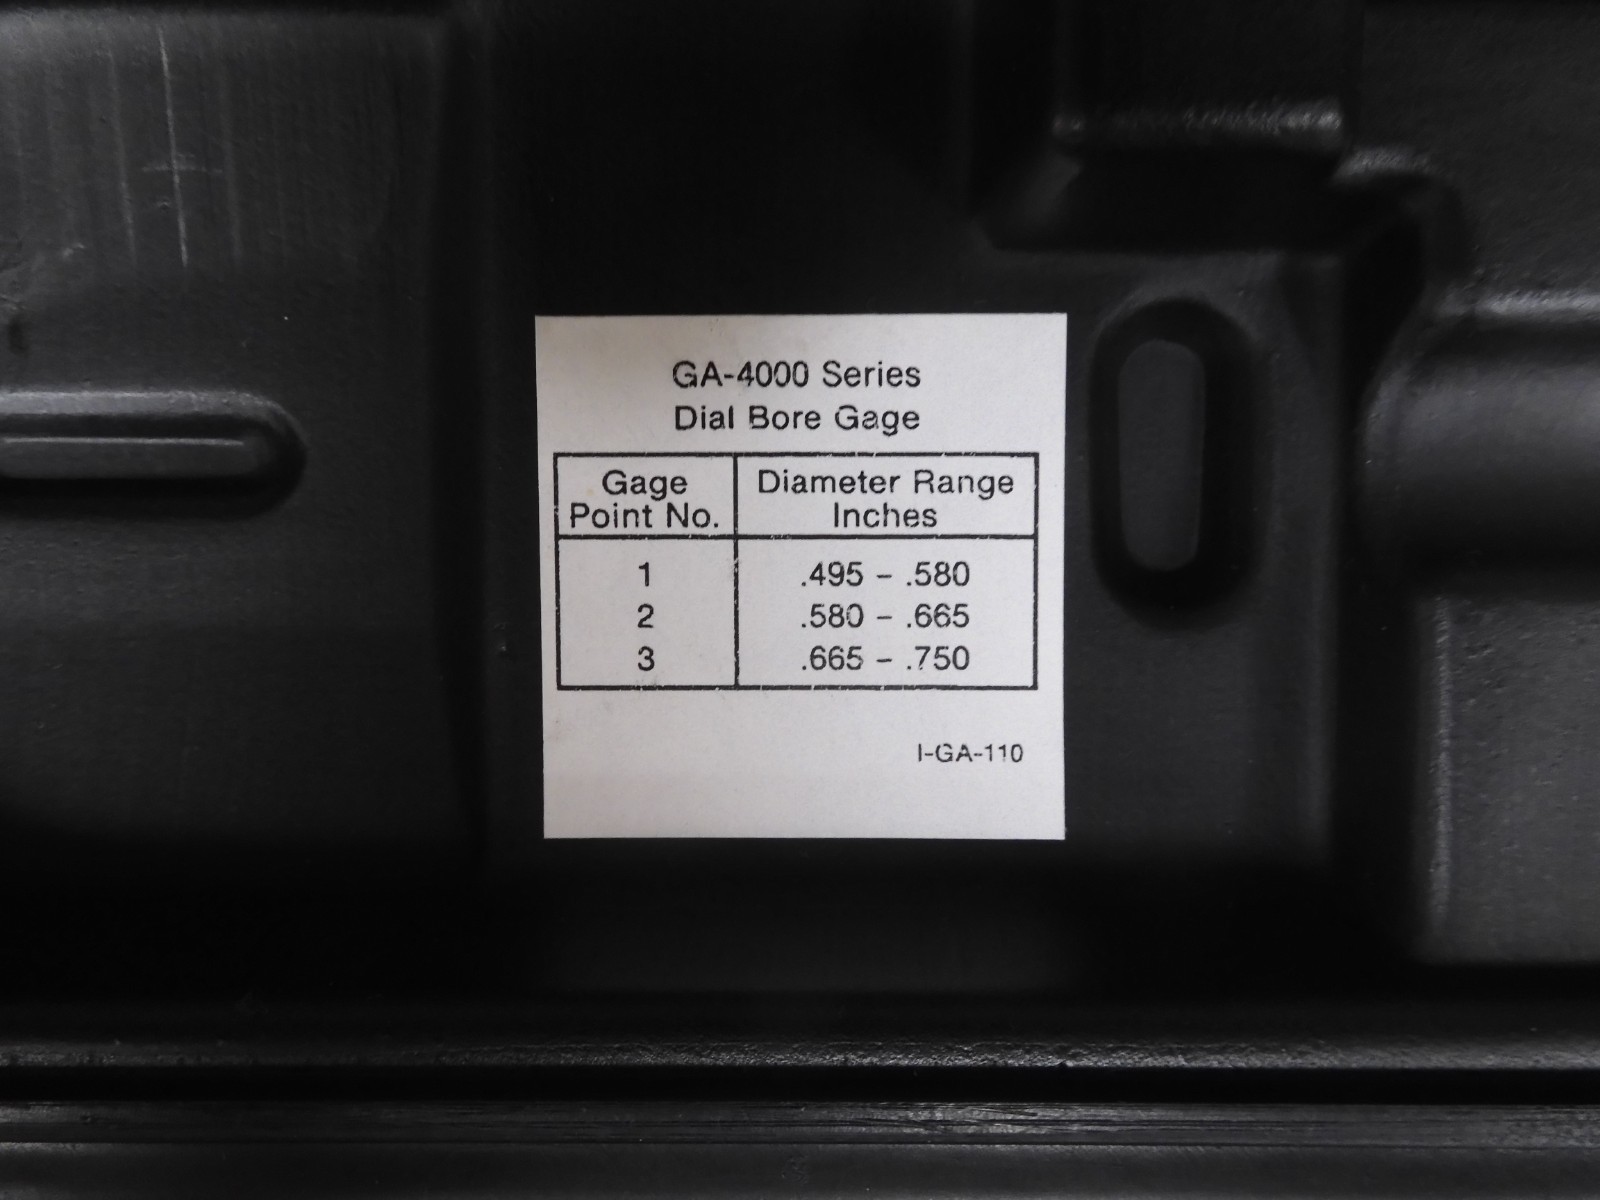 GA-4000 Series
Dial Bore Gage
Gage Point No. Diameter Range Inches
1 .495 - .580
2 .580 - .665
3 .665 - .750
I-GA-110